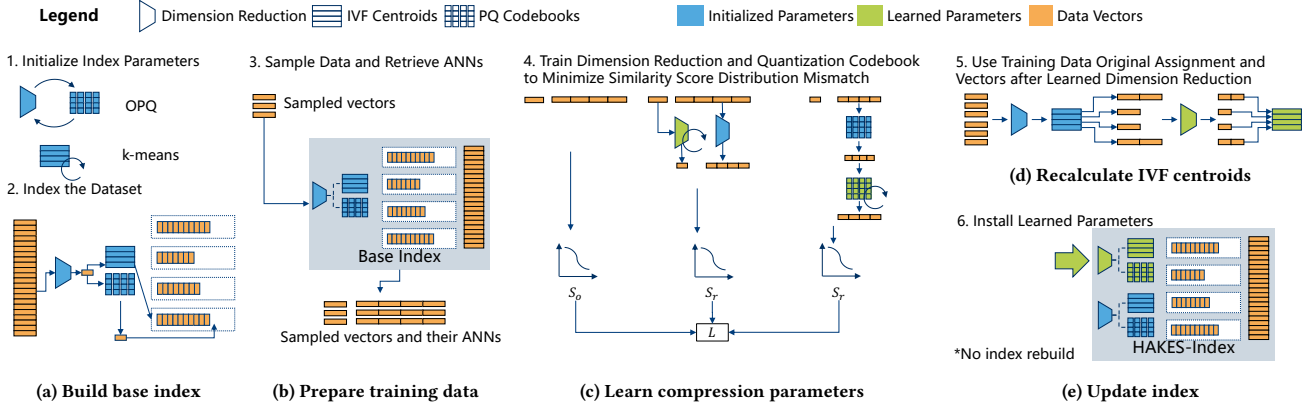 Legend
Dimension Reduction
IVF Centroids
PQ Codebooks
Initialized Parameters
Learned Parameters
Data Vectors
1. Initialize Index Parameters
OPQ
k-means
2. Index the Dataset
(a) Build base index
3. Sample Data and Retrieve ANNs
Sampled vectors
Base Index
Sampled vectors and their ANNs
(b) Prepare training data
4. Train Dimension Reduction and Quantization Codebook
to Minimize Similarity Score Distribution Mismatch
S_o
S_r
S_r
L
(c) Learn compression parameters
5. Use Training Data Original Assignment and
Vectors after Learned Dimension Reduction
(d) Recalculate IVF centroids
6. Install Learned Parameters
HAKES-Index
*No index rebuild
(e) Update index